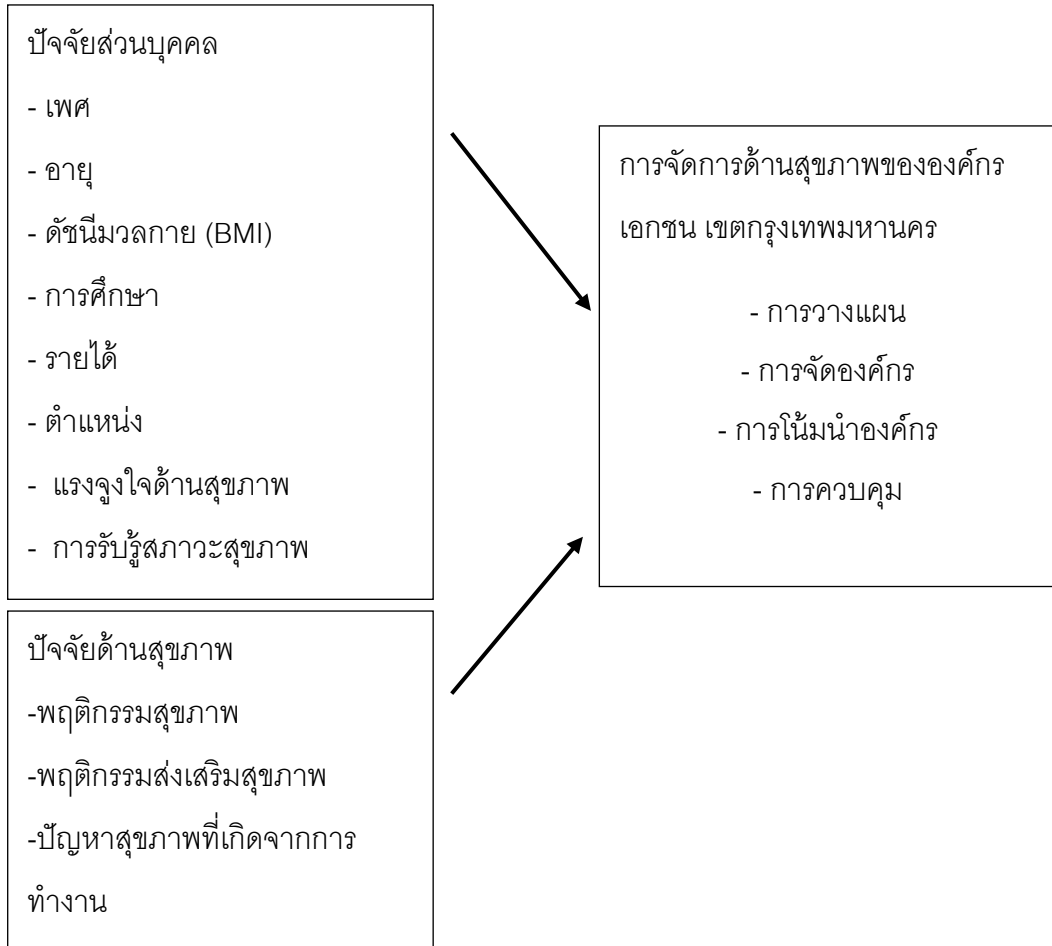 ปัจจัยส่วนบุคคล
- เพศ
- อายุ
- ดัชนีมวลกาย (BMI)
- การศึกษา
- รายได้
- ตำแหน่ง
- แรงจูงใจด้านสุขภาพ
- การรับรู้สภาวะสุขภาพ
ปัจจัยด้านสุขภาพ
-พฤติกรรมสุขภาพ
-พฤติกรรมส่งเสริมสุขภาพ
-ปัญหาสุขภาพที่เกิดจากการ
ทำงาน
การจัดการด้านสุขภาพขององค์กร
เอกชน เขตกรุงเทพมหานคร
- การวางแผน
- การจัดองค์กร
- การโน้มนำองค์กร
- การควบคุม